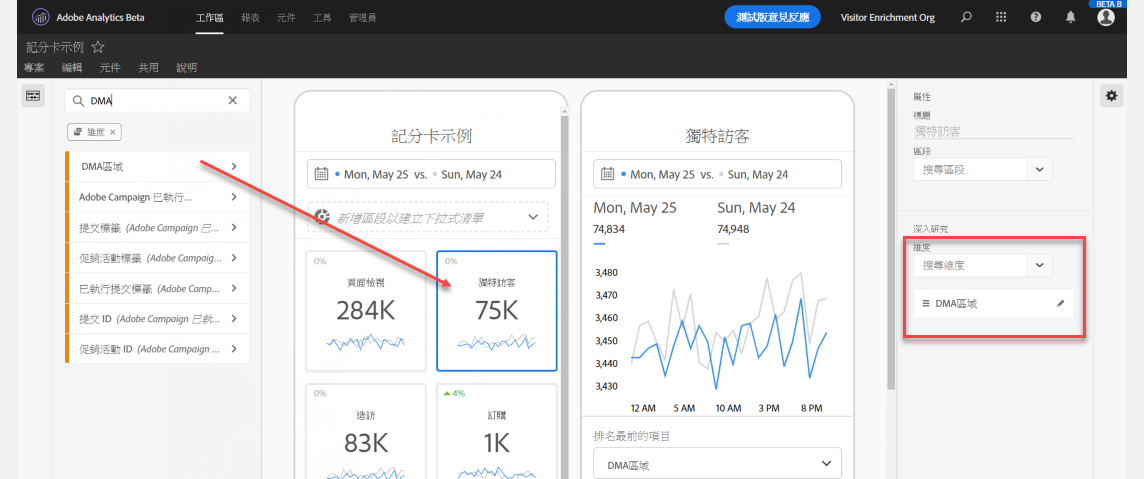 Adobe Analytics Beta 工作區 報表 元件 工具 管理員 測試版意見反應 Visitor Enrichment Org BETA B
記分卡示例
專案 編輯 元件 共用 說明
DMA
維度 ×
DMA區域
Adobe Campaign 已執行...
提交標籤 (Adobe Campaign 已...
促銷活動標籤 (Adobe Campaig...
已執行提交標籤 (Adobe Camp...
提交 ID (Adobe Campaign 已執...
促銷活動 ID (Adobe Campaign ...
記分卡示例
Mon, May 25 vs. Sun, May 24
新增區段以建立下拉式清單
0%
頁面檢視
284K
0%
獨特訪客
75K
0%
造訪
83K
4%
訂購
1K
獨特訪客
Mon, May 25 vs. Sun, May 24
Mon, May 25 Sun, May 24
74,834 74,948
3,480
3,470
3,460
3,450
3,440
3,430
12 AM 5 AM 10 AM 3 PM 8 PM
排名最前的項目
DMA區域
屬性
標題
獨特訪客
區段
搜尋區段
深入研究
維度
搜尋維度
DMA區域